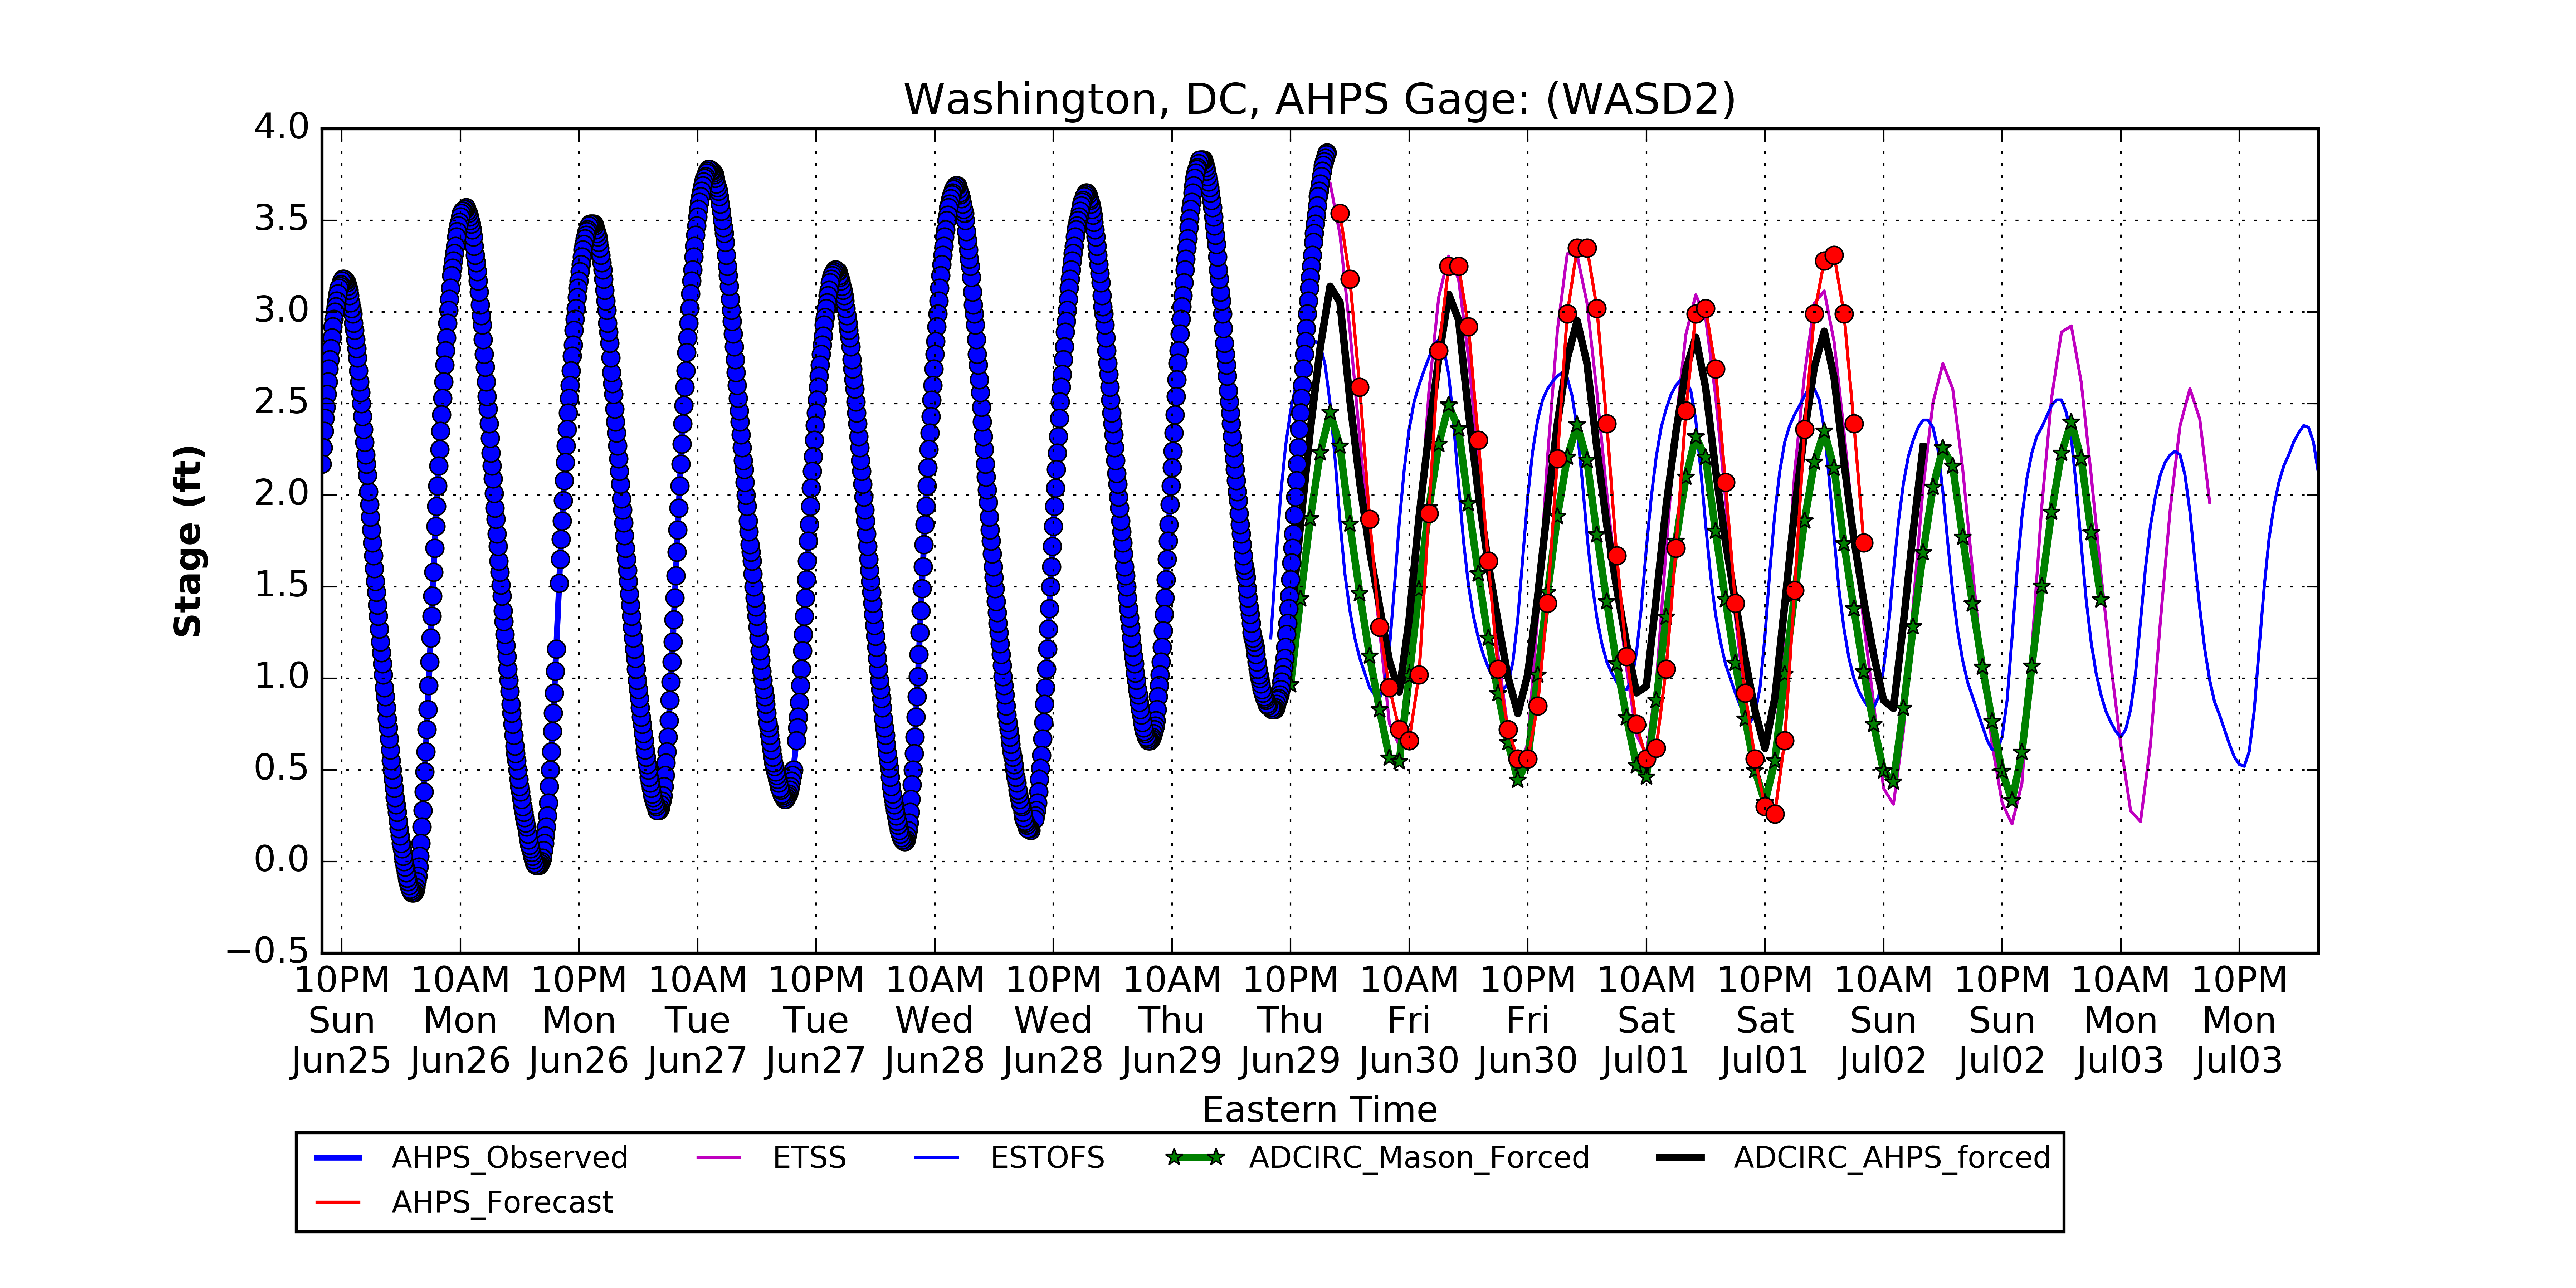 Washington, DC, AHPS Gage: (WASD2)
Stage (ft)
4.0
3.5
3.0
2.5
2.0
1.5
1.0
0.5
0.0
−0.5
10PM 10AM 10PM 10AM 10PM 10AM 10PM 10AM 10PM 10AM 10PM 10AM 10PM 10AM 10PM 10AM 10PM
Sun Mon Mon Tue Tue Wed Wed Thu Thu Fri Fri Sat Sat Sun Sun Mon Mon
Jun25 Jun26 Jun26 Jun27 Jun27 Jun28 Jun28 Jun29 Jun29 Jun30 Jun30 Jul01 Jul01 Jul02 Jul02 Jul03 Jul03
Eastern Time
AHPS_Observed ETSS ESTOFS ADCIRC_Mason_Forced ADCIRC_AHPS_forced
AHPS_Forecast